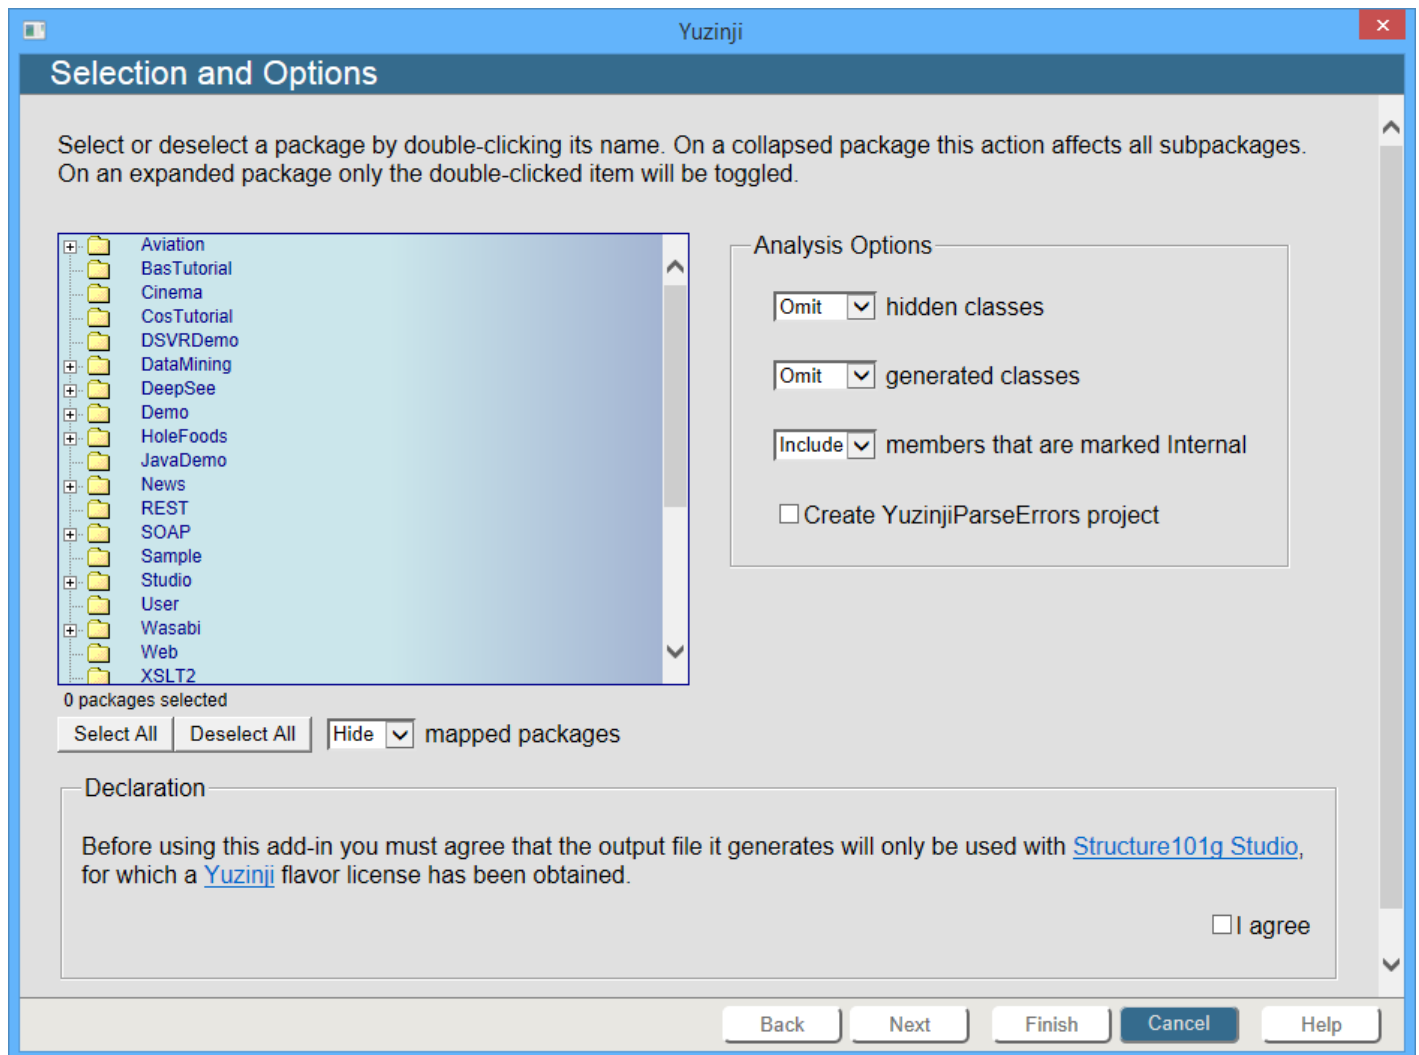 Yuzinji
Selection and Options
Select or deselect a package by double-clicking its name. On a collapsed package this action affects all subpackages.
On an expanded package only the double-clicked item will be toggled.
Aviation
BasTutorial
Cinema
CosTutorial
DSVRDemo
DataMining
DeepSee
Demo
HoleFoods
JavaDemo
News
REST
SOAP
Sample
Studio
User
Wasabi
Web
XSLT2
0 packages selected
Select All Deselect All Hide mapped packages
Analysis Options
Omit hidden classes
Omit generated classes
Include members that are marked Internal
Create YuzinjiParseErrors project
Declaration
Before using this add-in you must agree that the output file it generates will only be used with Structure101g Studio,
for which a Yuzinji flavor license has been obtained.
I agree
Back Next Finish Cancel Help